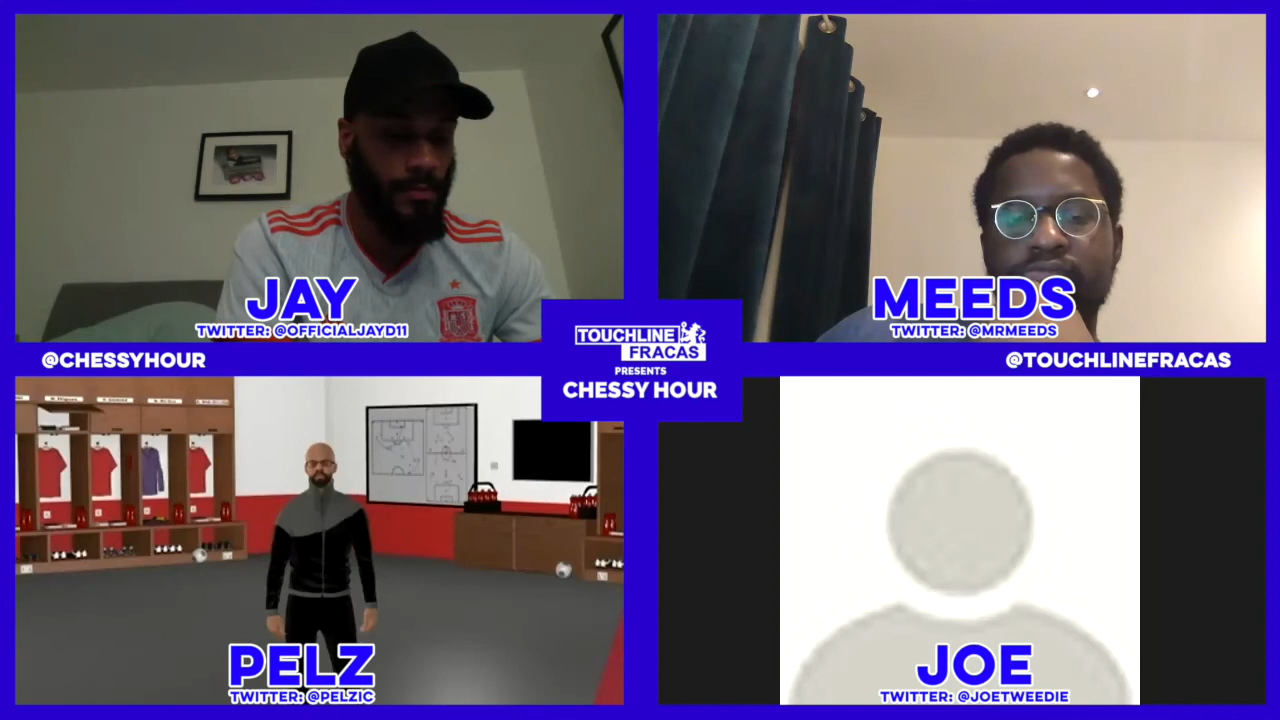 JAY
TWITTER: @OFFICIALJAYD11
MEEDS
TWITTER: @MRMEEDS
@CHESSYHOUR
TOUCHLINE
FRACAS
PRESENTS
CHESSY HOUR
@TOUCHLINEFRACAS
PELZ
TWITTER: @PELZIC
JOE
TWITTER: @JOETWEEDIE